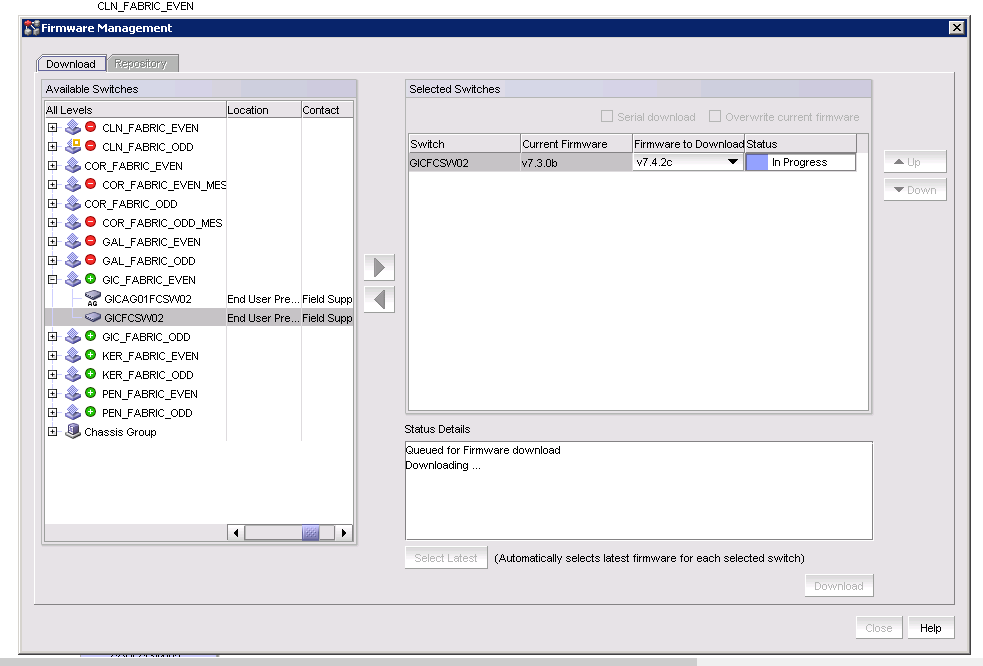 CLN_FABRIC_EVEN
Firmware Management
Download Repository
Available Switches
All Levels Location Contact
CLN_FABRIC_EVEN
CLN_FABRIC_ODD
COR_FABRIC_EVEN
COR_FABRIC_EVEN_MES
COR_FABRIC_ODD
COR_FABRIC_ODD_MES
GAL_FABRIC_EVEN
GAL_FABRIC_ODD
GIC_FABRIC_EVEN
AG GICAG01FCSW02 End User Pre... Field Supp
GICFCSW02 End User Pre... Field Supp
GIC_FABRIC_ODD
KER_FABRIC_EVEN
KER_FABRIC_ODD
PEN_FABRIC_EVEN
PEN_FABRIC_ODD
Chassis Group
Selected Switches
Serial download Overwrite current firmware
Switch Current Firmware Firmware to Download Status
GICFCSW02 v7.3.0b v7.4.2c In Progress
Up
Down
Status Details
Queued for Firmware download
Downloading ...
Select Latest (Automatically selects latest firmware for each selected switch)
Download
Close Help